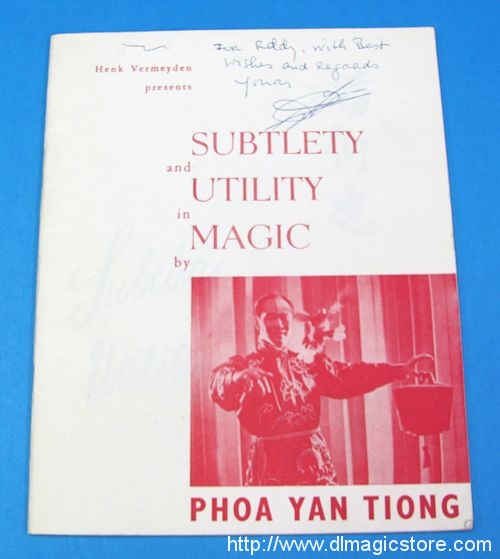 For Roldy, with Best
Wishes and Regards
Yours
Henk Vermeyden
presents
SUBTLETY
and
UTILITY
in
MAGIC
by
PHOA YAN TIONG
http://www.dlmagicstore.com